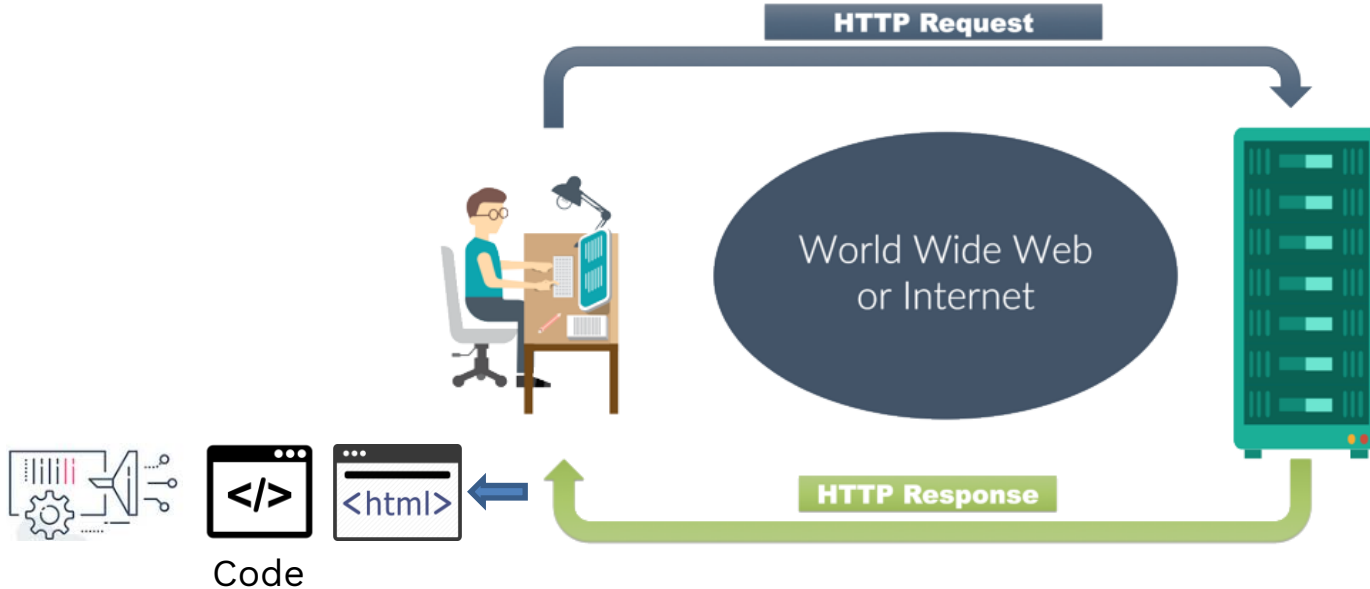 HTTP Request
World Wide Web
or Internet
</>
<html>
HTTP Response
Code